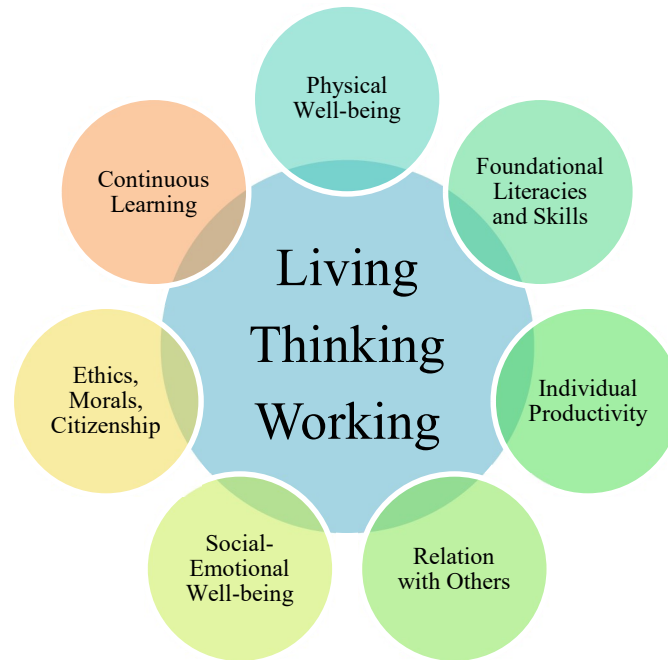 Physical
Well-being
Foundational
Literacies
and Skills
Individual
Productivity
Relation
with Others
Social-
Emotional
Well-being
Ethics,
Morals,
Citizenship
Continuous
Learning
Living
Thinking
Working